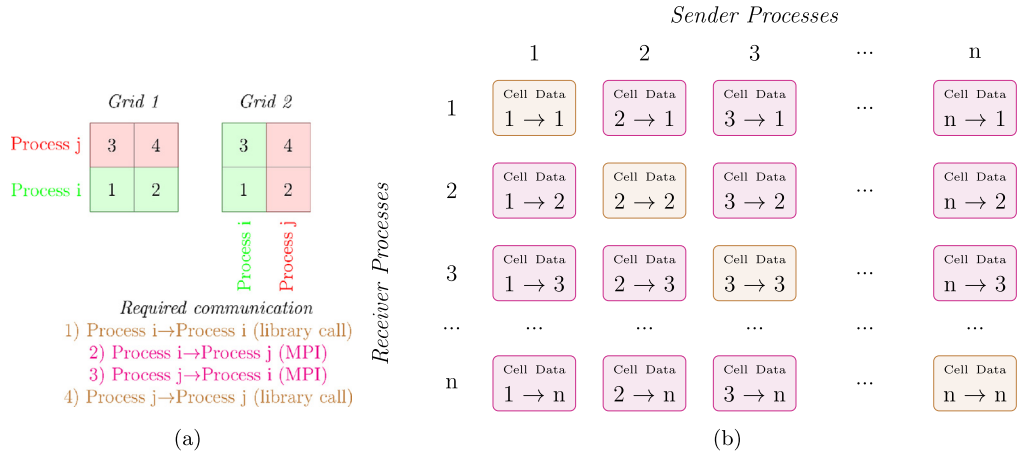 Grid 1
Grid 2
Process j
3 4
3 4
Process i
1 2
1 2
Process i
Process j
Required communication
1) Process i→Process i (library call)
2) Process i→Process j (MPI)
3) Process j→Process i (MPI)
4) Process j→Process j (library call)
(a)
Sender Processes
1 2 3 ... n
Receiver Processes
1
Cell Data Cell Data Cell Data Cell Data
1 → 1 2 → 1 3 → 1 ... n → 1
2
Cell Data Cell Data Cell Data Cell Data
1 → 2 2 → 2 3 → 2 ... n → 2
3
Cell Data Cell Data Cell Data Cell Data
1 → 3 2 → 3 3 → 3 ... n → 3
... ... ... ... ... ...
n
Cell Data Cell Data Cell Data Cell Data
1 → n 2 → n 3 → n ... n → n
(b)